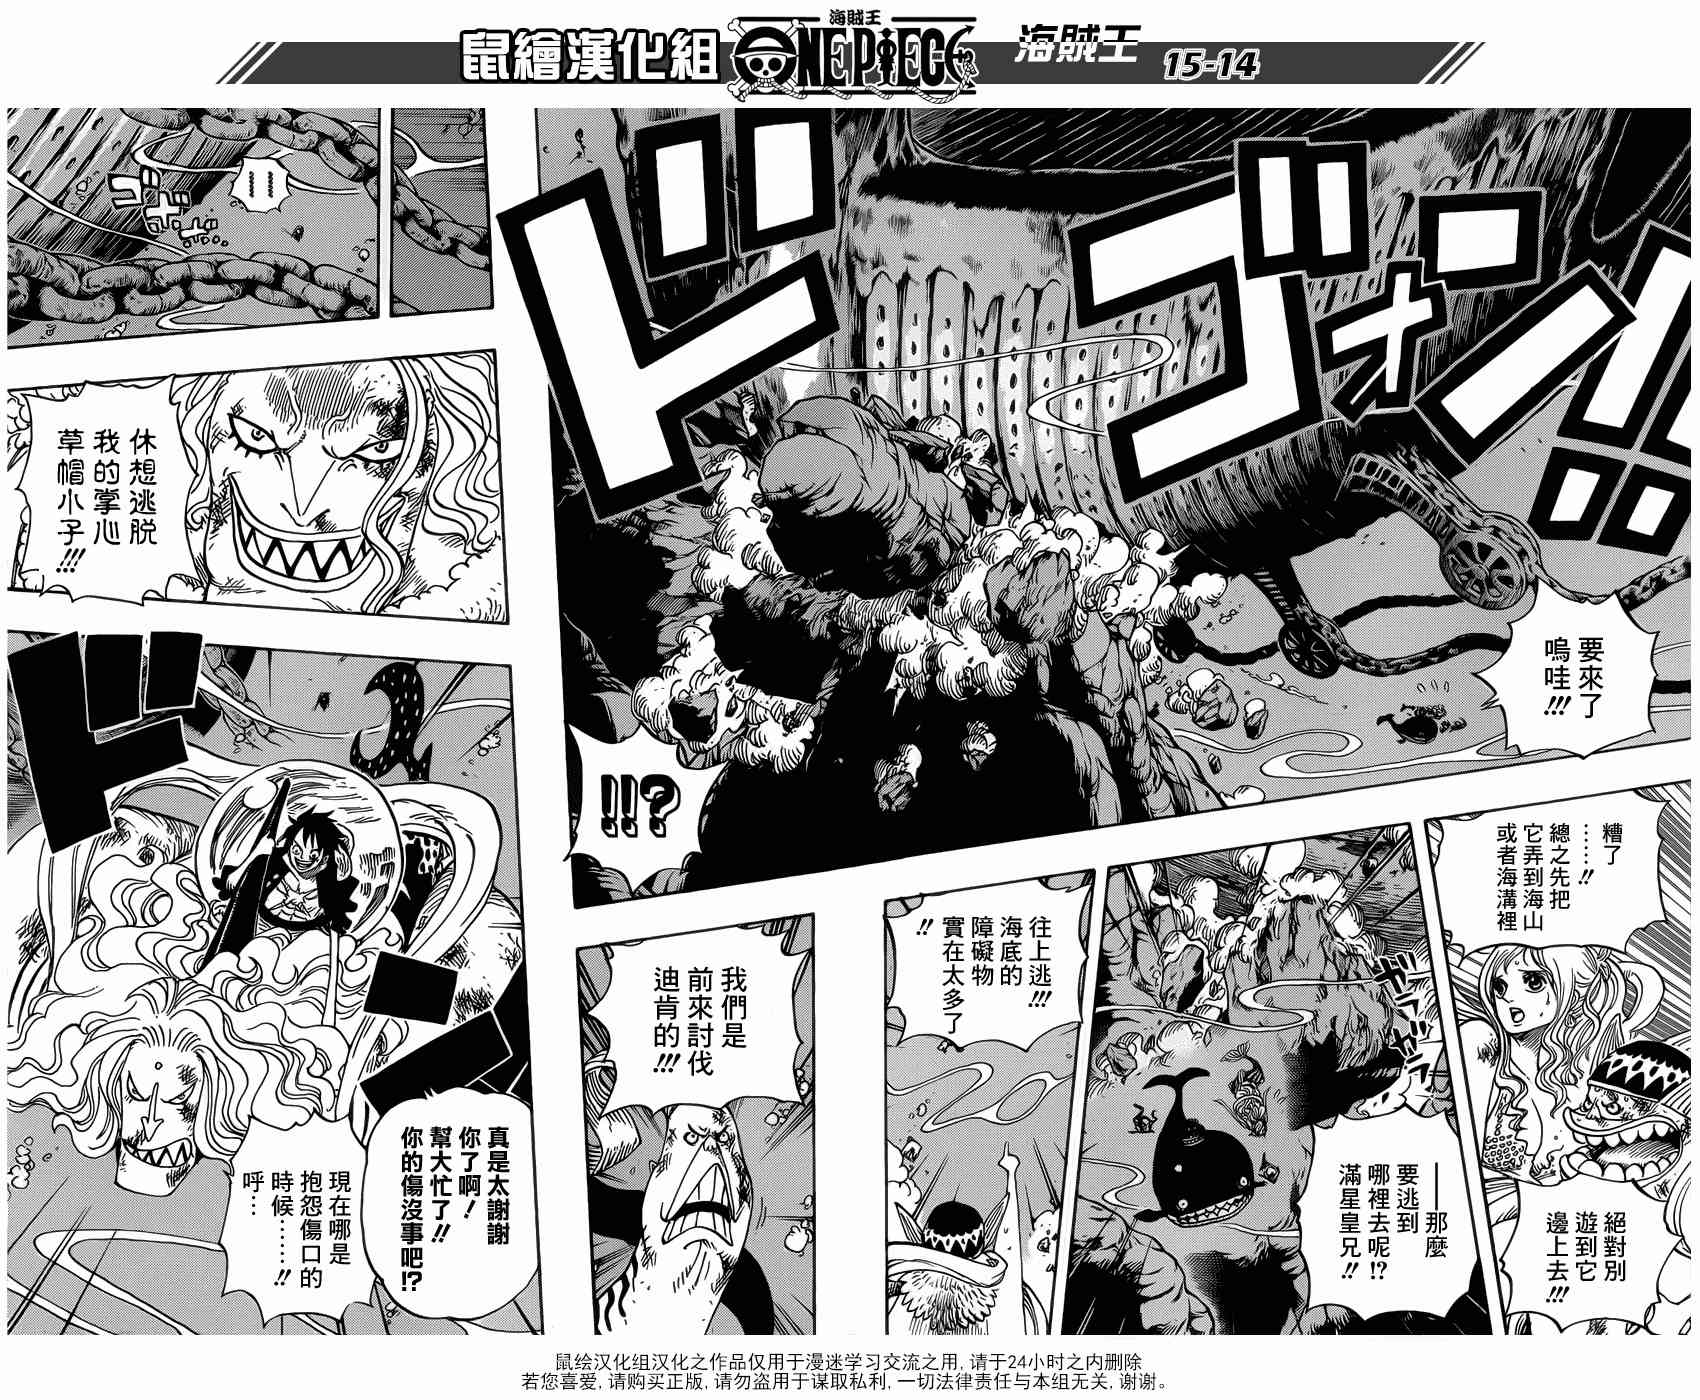 鼠繪漢化組
海賊王
ONE PIECE
海賊王
15-14
ドゴォン!!
要來了
嗚哇!!!
!!?
ゴゴゴ
休想逃脱
我的掌心
草帽小子!!!
ド
糟了
……!!
總之先把
它弄到海山
或者海溝裡
絕對別
遊到它
邊上去!!!
ガラガラ
──那麼
要逃到
哪裡去呢!?
滿星皇兄!!
往上逃!!!
海底的
障礙物
實在太多了
!!
我們是
前來討伐
迪肯的!!!
真是太謝謝
你了啊!
幫大忙了!!
你的傷沒事吧!?
現在哪是
抱怨傷口的
時候……!!
呼…
鼠绘汉化组汉化之作品仅用于漫迷学习交流之用,请于24小时之内删除
若您喜爱,请购买正版,请勿盗用于谋取私利,一切法律责任与本组无关,谢谢。